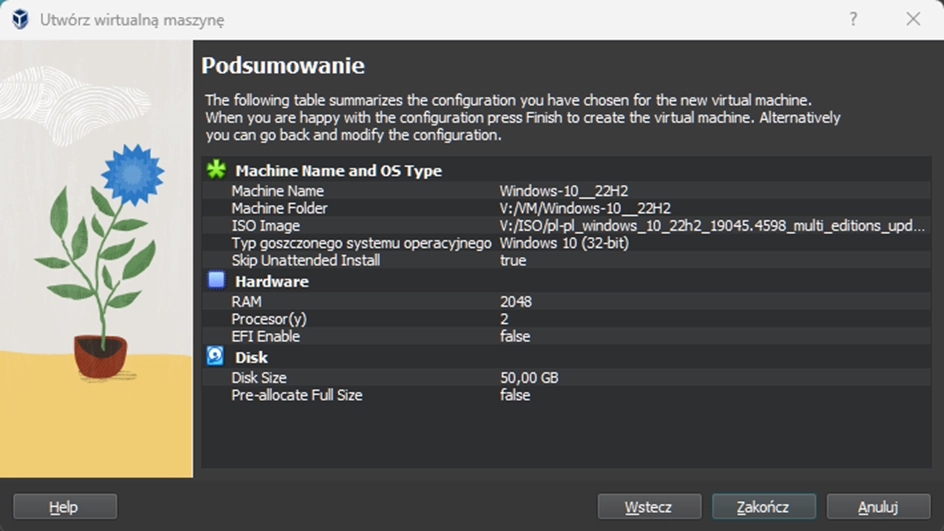 Utwórz wirtualną maszynę
Podsumowanie
The following table summarizes the configuration you have chosen for the new virtual machine.
When you are happy with the configuration press Finish to create the virtual machine. Alternatively
you can go back and modify the configuration.
Machine Name and OS Type
Machine Name Windows-10__22H2
Machine Folder V:/VM/Windows-10__22H2
ISO Image V:/ISO/pl-pl_windows_10_22h2_19045.4598_multi_editions_upd...
Typ goszczonego systemu operacyjnego Windows 10 (32-bit)
Skip Unattended Install true
Hardware
RAM 2048
Procesor(y) 2
EFI Enable false
Disk
Disk Size 50,00 GB
Pre-allocate Full Size false
Help Wstecz Zakończ Anuluj